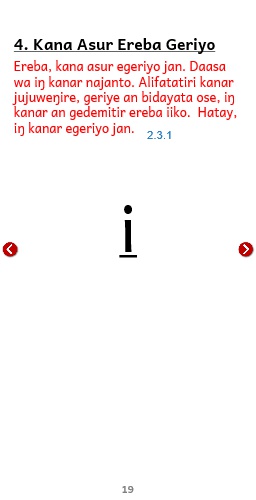 4. Kana Asur Ereba Geriyo
Ereba, kana asur egeriyo jan. Daasa
wa iŋ kanar najanto. Alifatatiri kanar
jujuweŋire, geriye an bidayata ose, iŋ
kanar an gedemitir ereba iiko. Hatay,
iŋ kanar egeriyo jan.
2.3.1
i̱
19